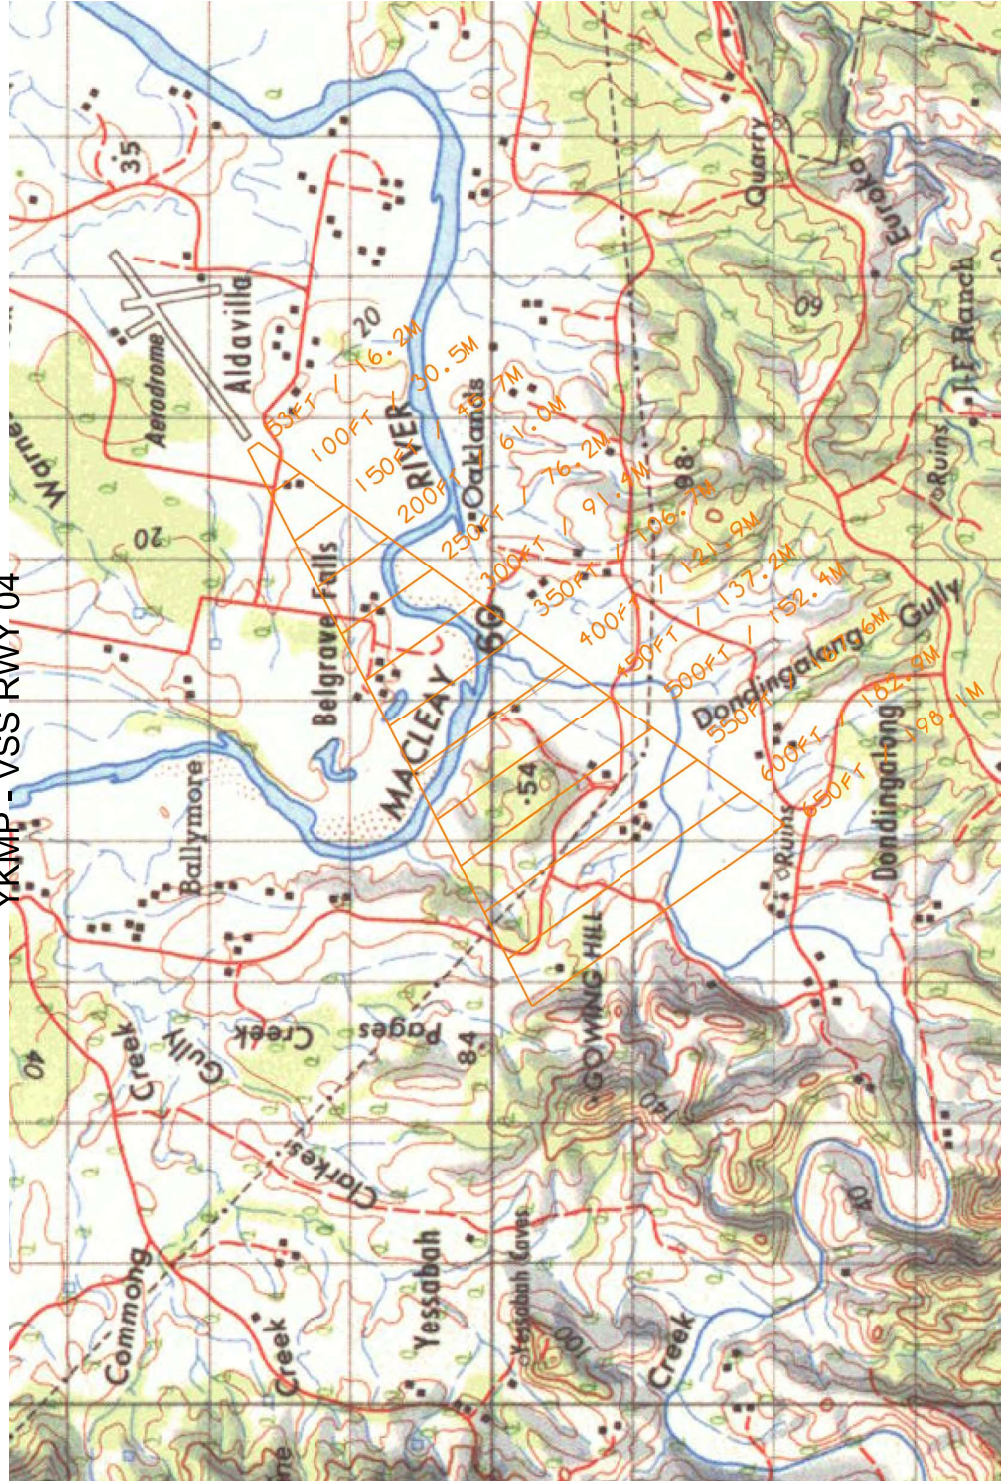 YKMP - VSS RWY 04
35
Aldavilla
Aerodrome
20
Warne
20
Quarry
Euroka
60
J.F. Ranch
Ruins
98
RIVER
Oaklands
53FT / 16.2M
100FT / 30.5M
150FT / 45.7M
200FT / 61.0M
250FT / 76.2M
300FT / 91.4M
350FT / 106.7M
400FT / 121.9M
450FT / 137.2M
500FT / 152.4M
550FT / 167.6M
600FT / 182.9M
650FT / 198.1M
Belgrave Falls
60
MACLEAY
Dondingalong Gully
Dondingalong
54
Ruins
Ballymore
GOWING HILL
Pages Creek
84
Creek
Gully
40
140
Clarkes
40
Commong
Creek
Yessabah
Yessabah Caves
100
Creek